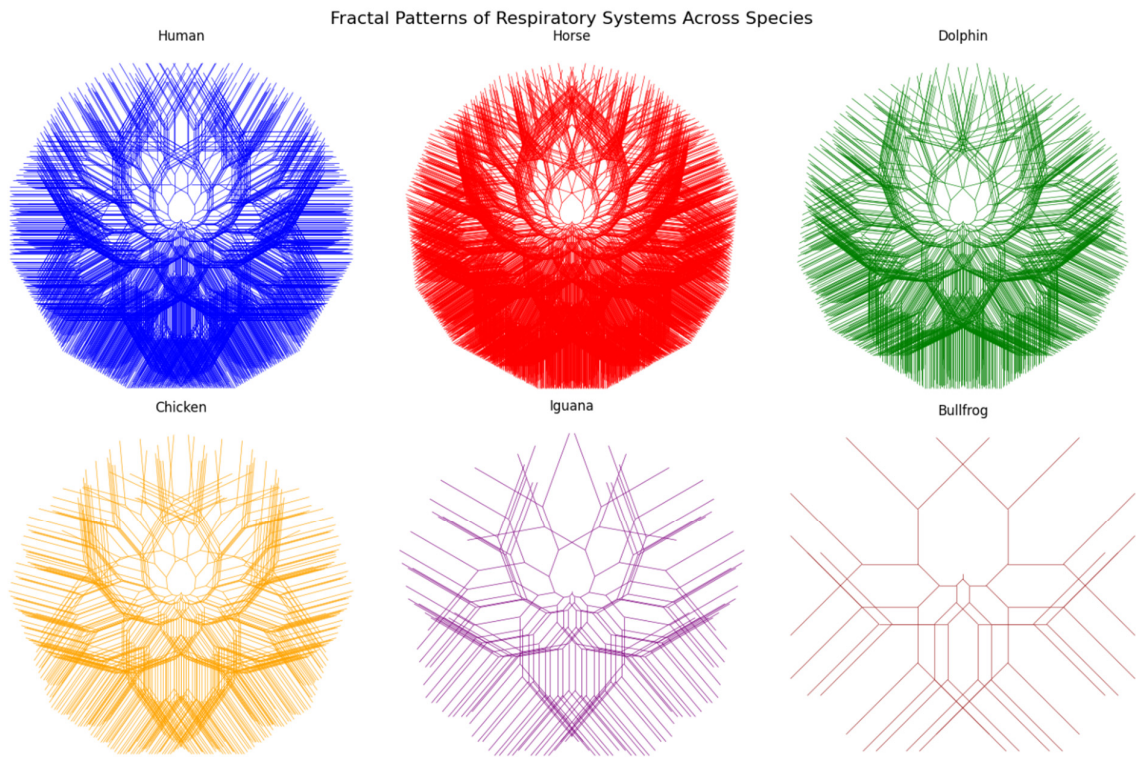 Fractal Patterns of Respiratory Systems Across Species
Human
Horse
Dolphin
Chicken
Iguana
Bullfrog